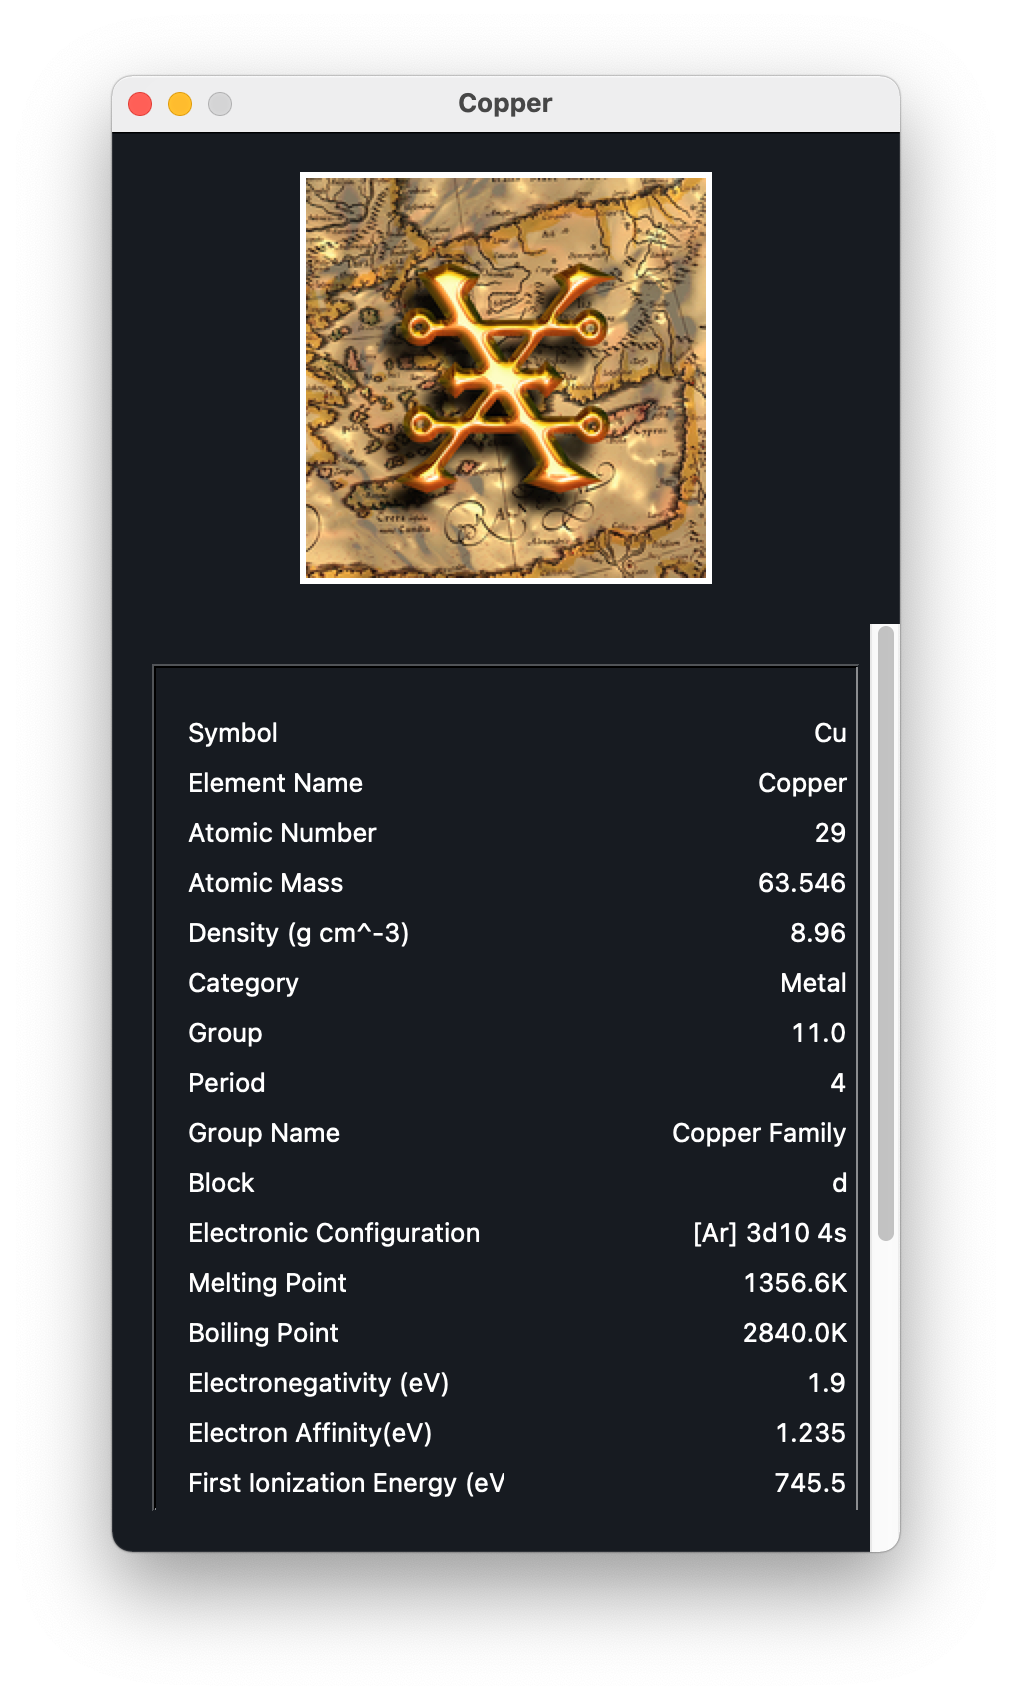 Copper
Cyprus
Symbol Cu
Element Name Copper
Atomic Number 29
Atomic Mass 63.546
Density (g cm^-3) 8.96
Category Metal
Group 11.0
Period 4
Group Name Copper Family
Block d
Electronic Configuration [Ar] 3d10 4s
Melting Point 1356.6K
Boiling Point 2840.0K
Electronegativity (eV) 1.9
Electron Affinity(eV) 1.235
First Ionization Energy (eV 745.5